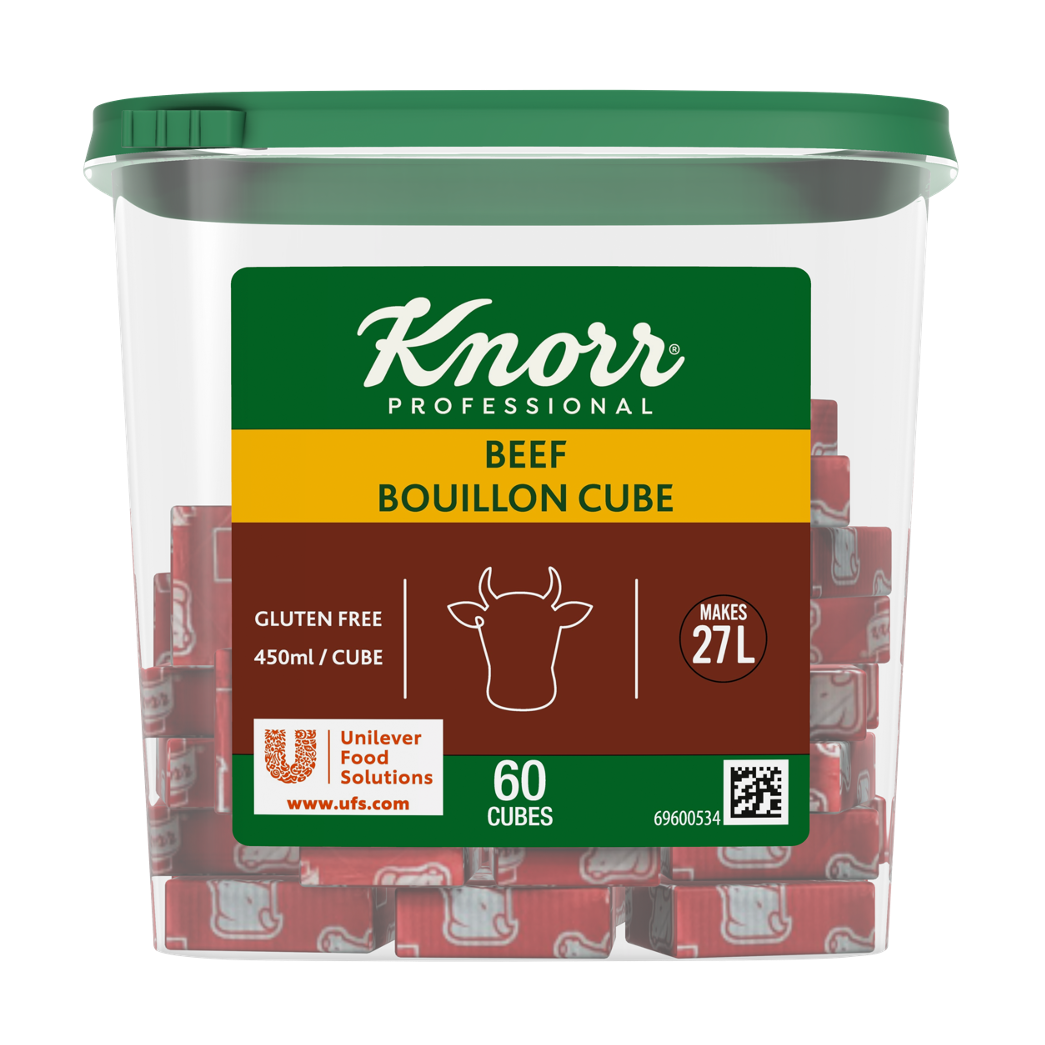 Knorr®
PROFESSIONAL
BEEF
BOUILLON CUBE
GLUTEN FREE
450ml / CUBE
MAKES
27L
Unilever
Food
Solutions
www.ufs.com
60
CUBES
69600534